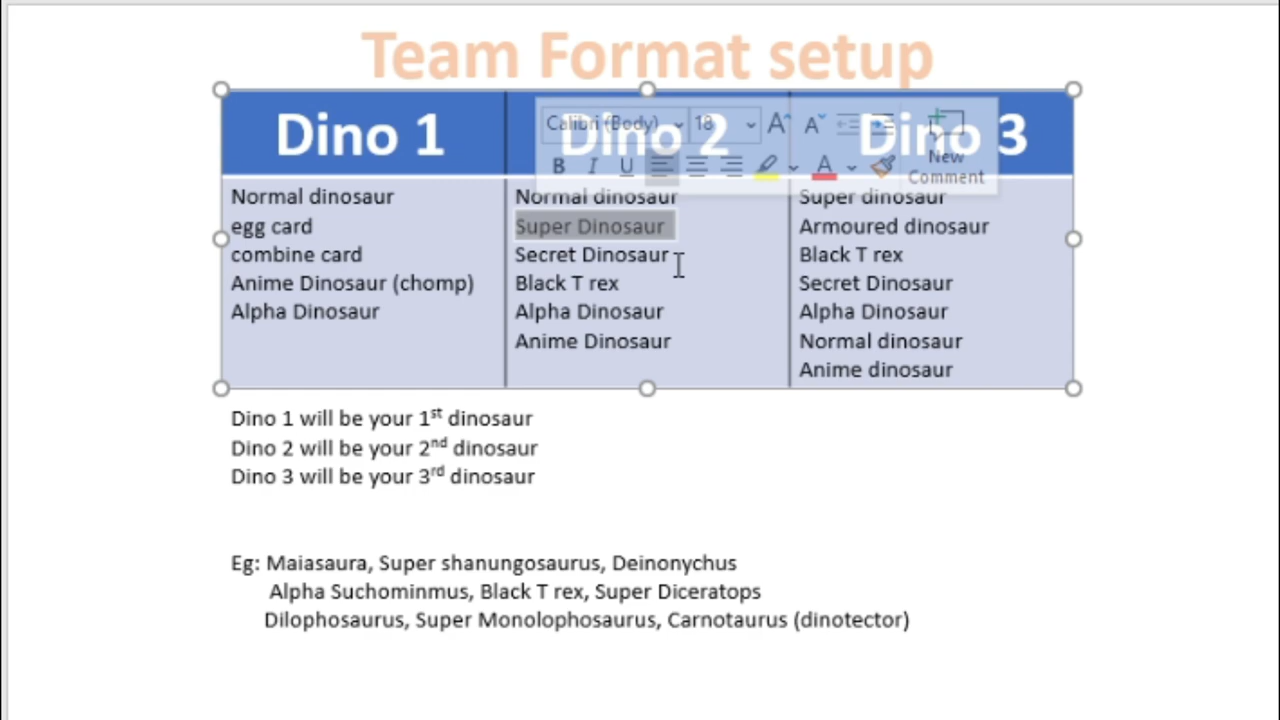 Team Format setup
Dino 1
Dino 2
Dino 3
Calibri (Body)
18
B I U
A
New
Comment
Normal dinosaur
egg card
combine card
Anime Dinosaur (chomp)
Alpha Dinosaur
Normal dinosaur
Super Dinosaur
Secret Dinosaur
Black T rex
Alpha Dinosaur
Anime Dinosaur
Super dinosaur
Armoured dinosaur
Black T rex
Secret Dinosaur
Alpha Dinosaur
Normal dinosaur
Anime dinosaur
Dino 1 will be your 1st dinosaur
Dino 2 will be your 2nd dinosaur
Dino 3 will be your 3rd dinosaur
Eg: Maiasaura, Super shanungosaurus, Deinonychus
Alpha Suchominmus, Black T rex, Super Diceratops
Dilophosaurus, Super Monolophosaurus, Carnotaurus (dinotector)